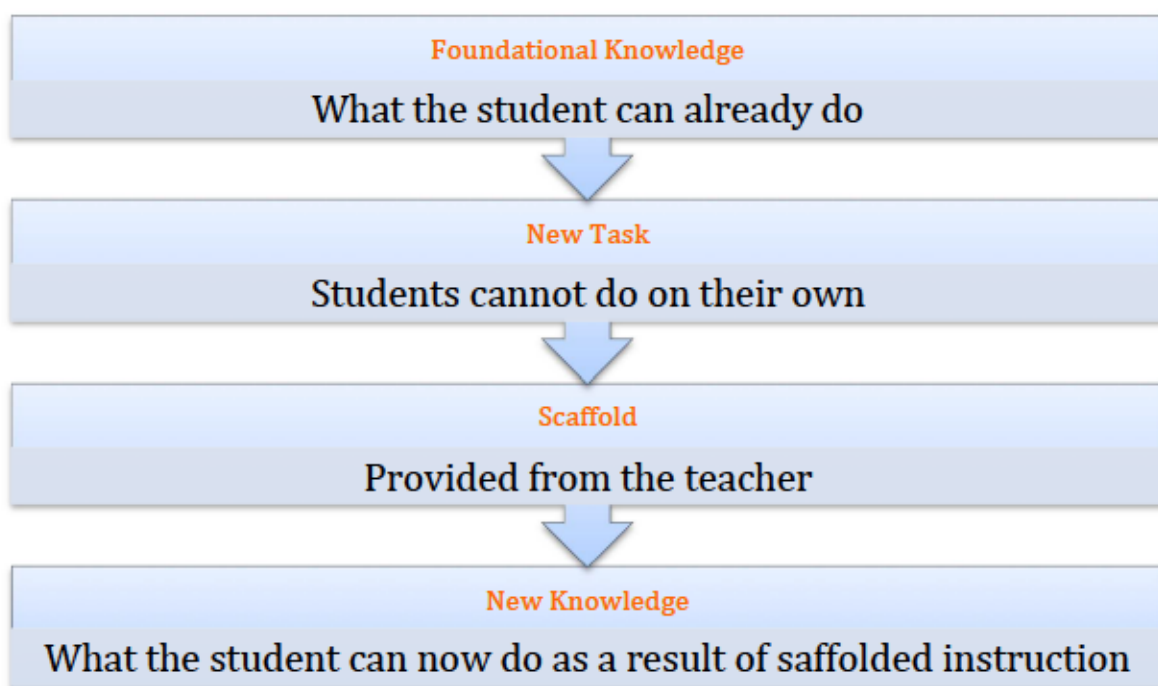 Foundational Knowledge
What the student can already do
New Task
Students cannot do on their own
Scaffold
Provided from the teacher
New Knowledge
What the student can now do as a result of saffolded instruction